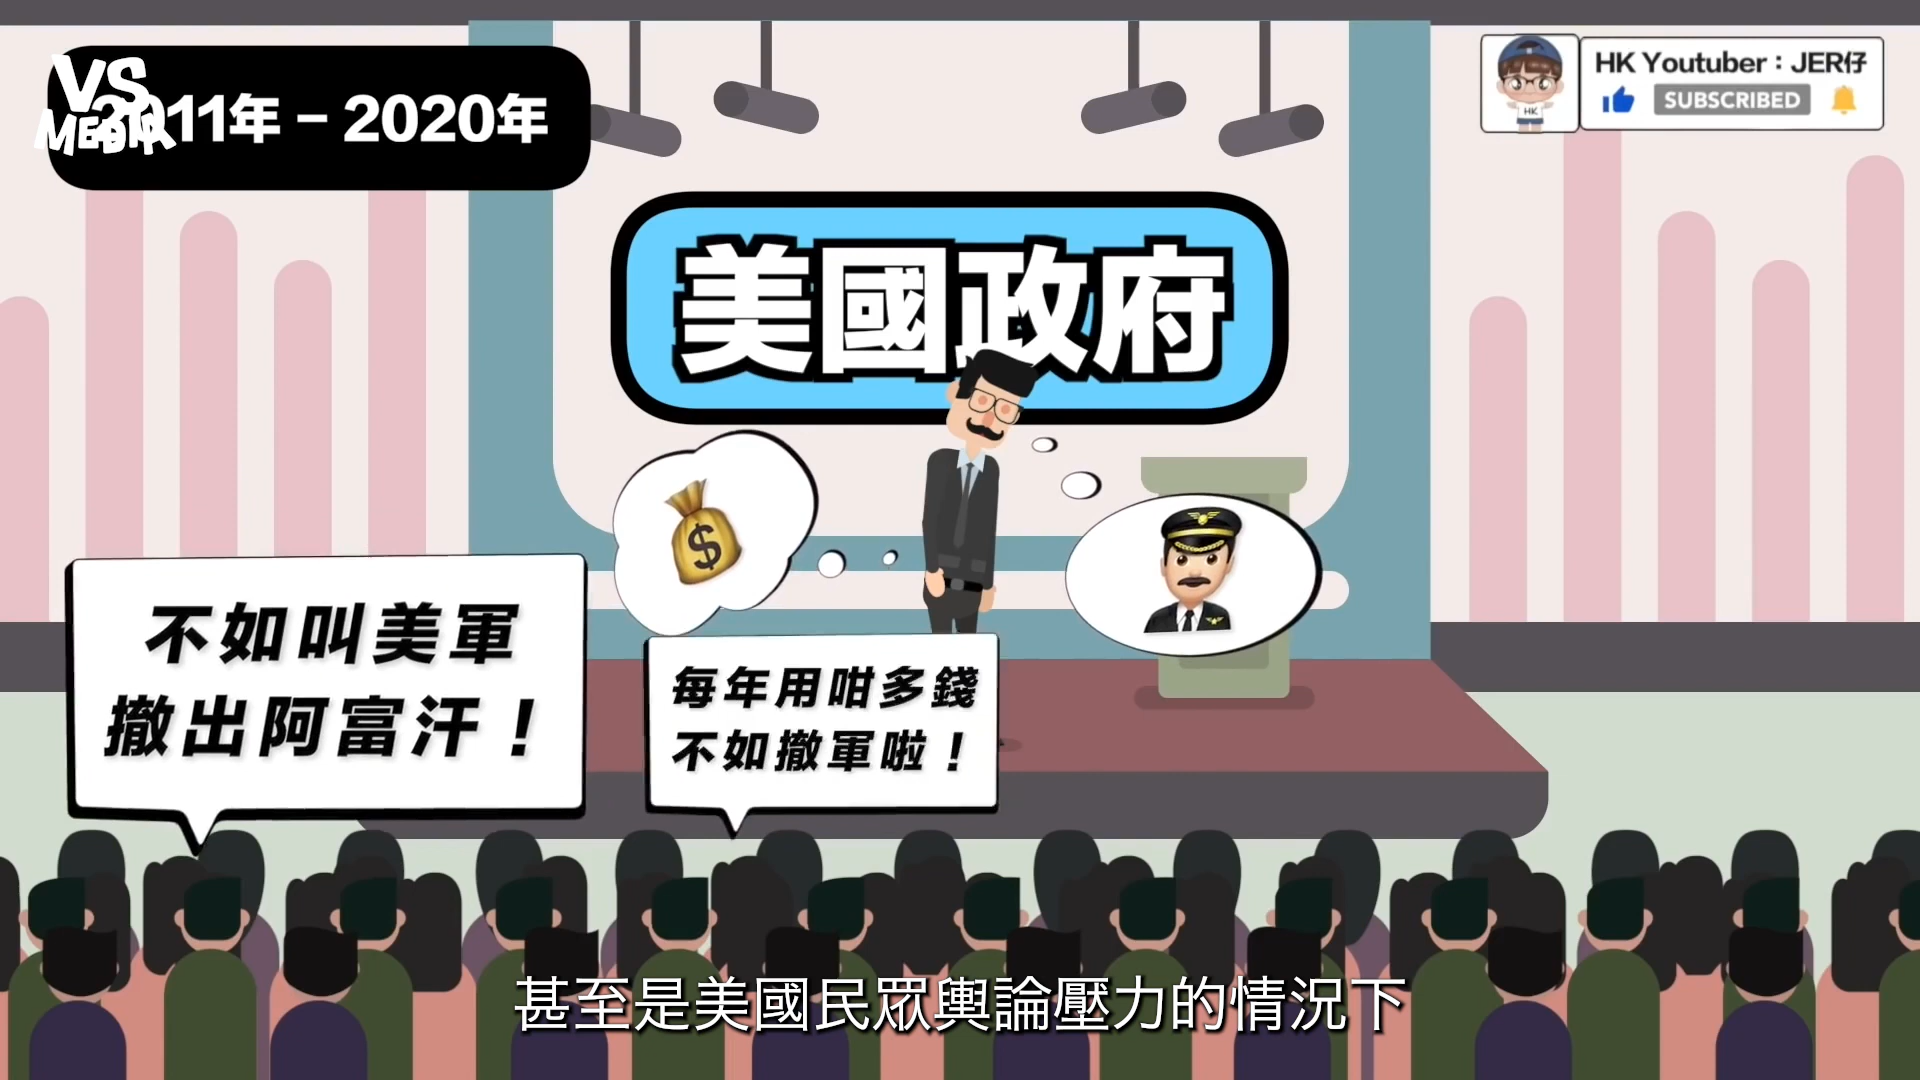 VS
MEDIA
2011年 – 2020年
HK Youtuber：JER仔
SUBSCRIBED
HK
美國政府
$
不如叫美軍
撤出阿富汗！
每年用咁多錢
不如撤軍啦！
甚至是美國民眾輿論壓力的情況下